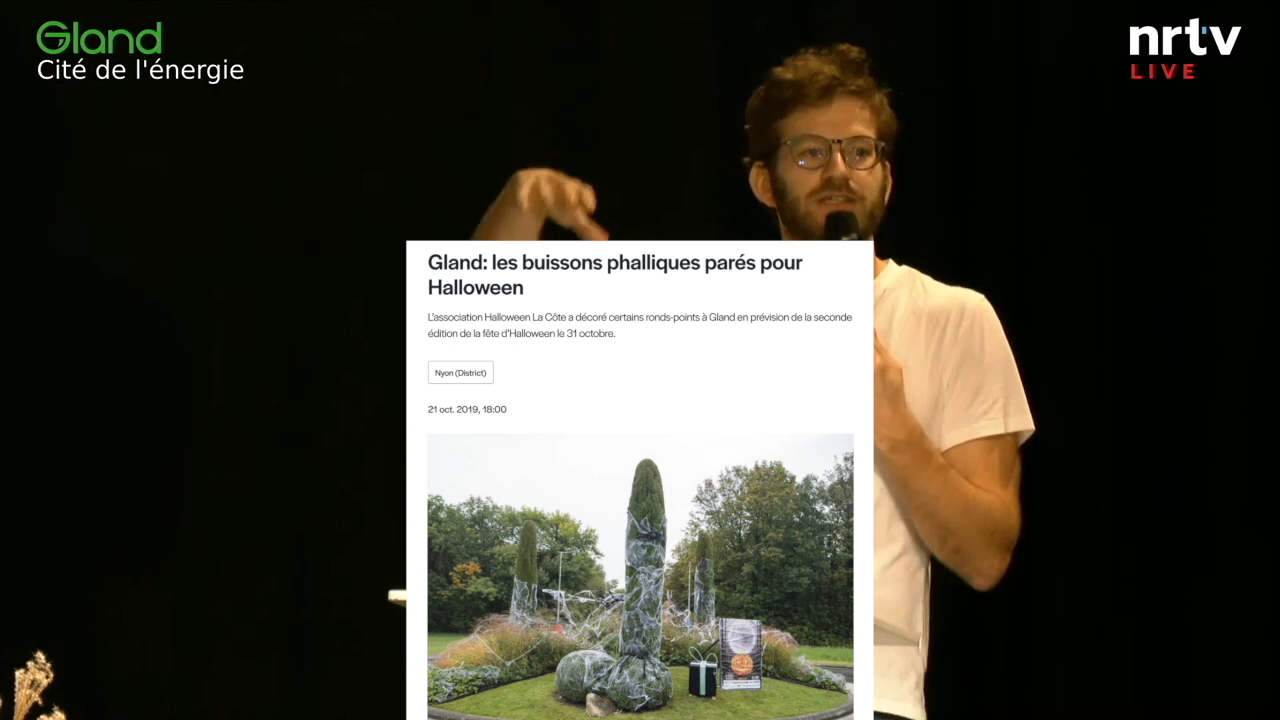 Gland
Cité de l'énergie
nrtv
LIVE
Gland: les buissons phalliques parés pour
Halloween
L'association Halloween La Côte a décoré certains ronds-points à Gland en prévision de la seconde
édition de la fête d'Halloween le 31 octobre.
Nyon (District)
21 oct. 2019, 18:00